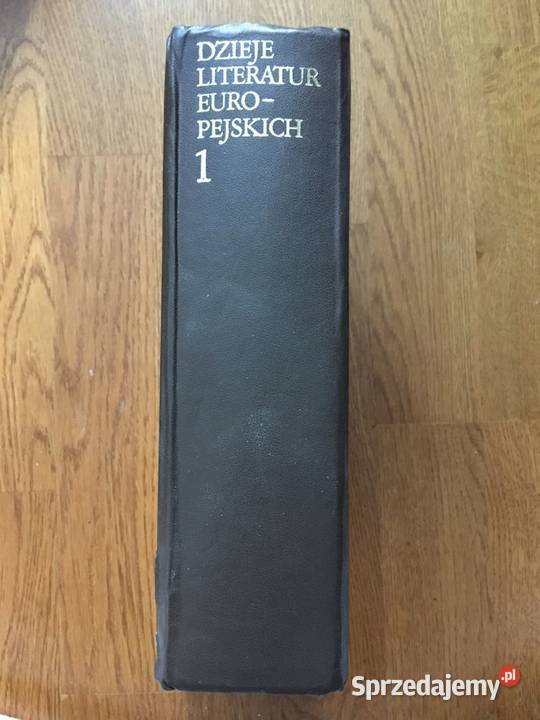 DZIEJE
LITERATUR
EURO-
PEJSKICH
1
Sprzedajemy.pl